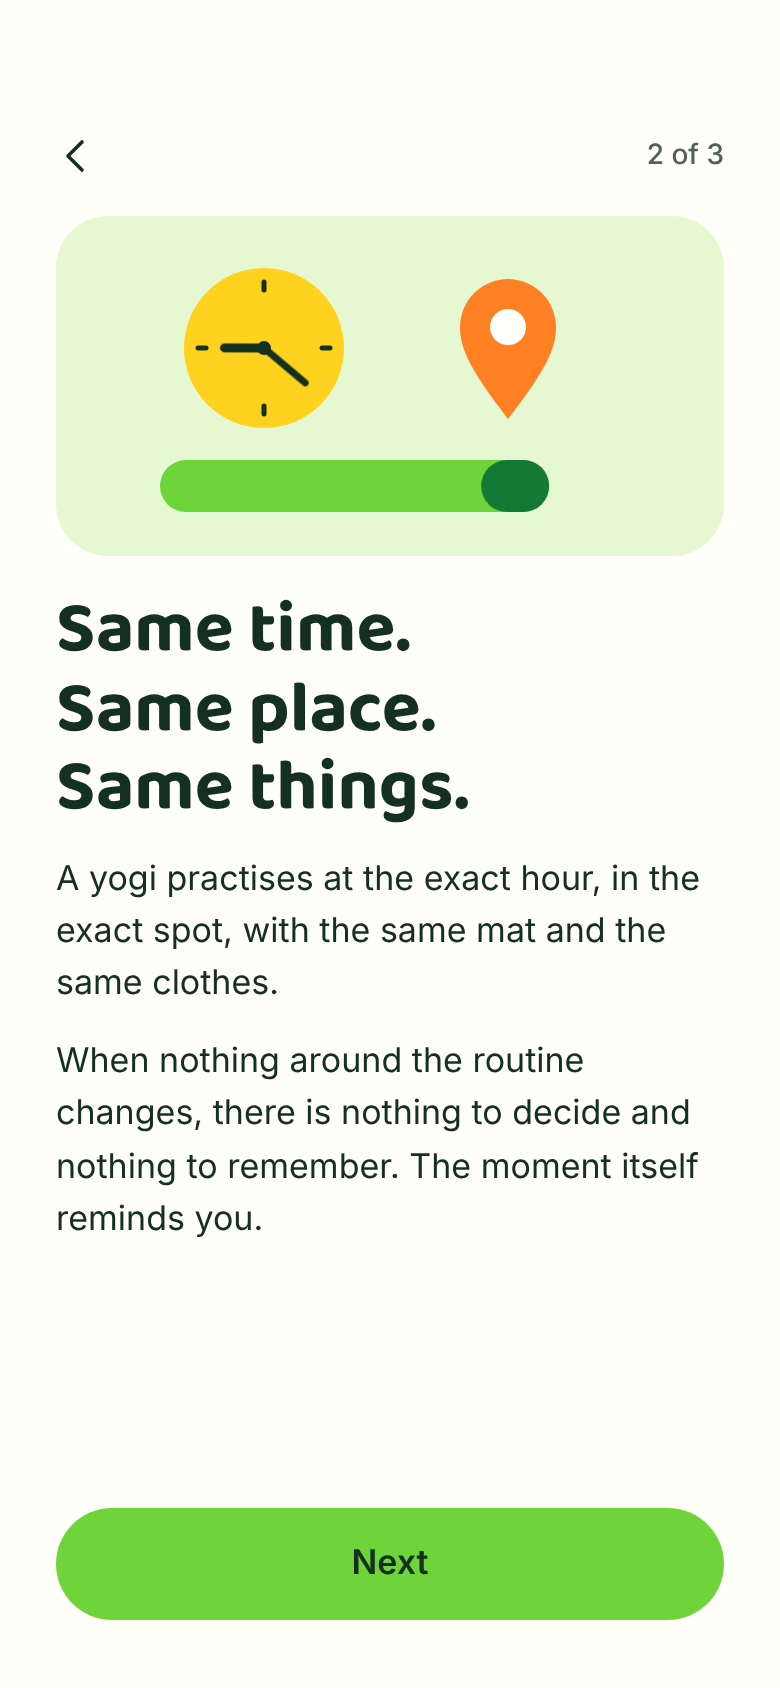 2 of 3
Same time.
Same place.
Same things.
A yogi practises at the exact hour, in the
exact spot, with the same mat and the
same clothes.
When nothing around the routine
changes, there is nothing to decide and
nothing to remember. The moment itself
reminds you.
Next